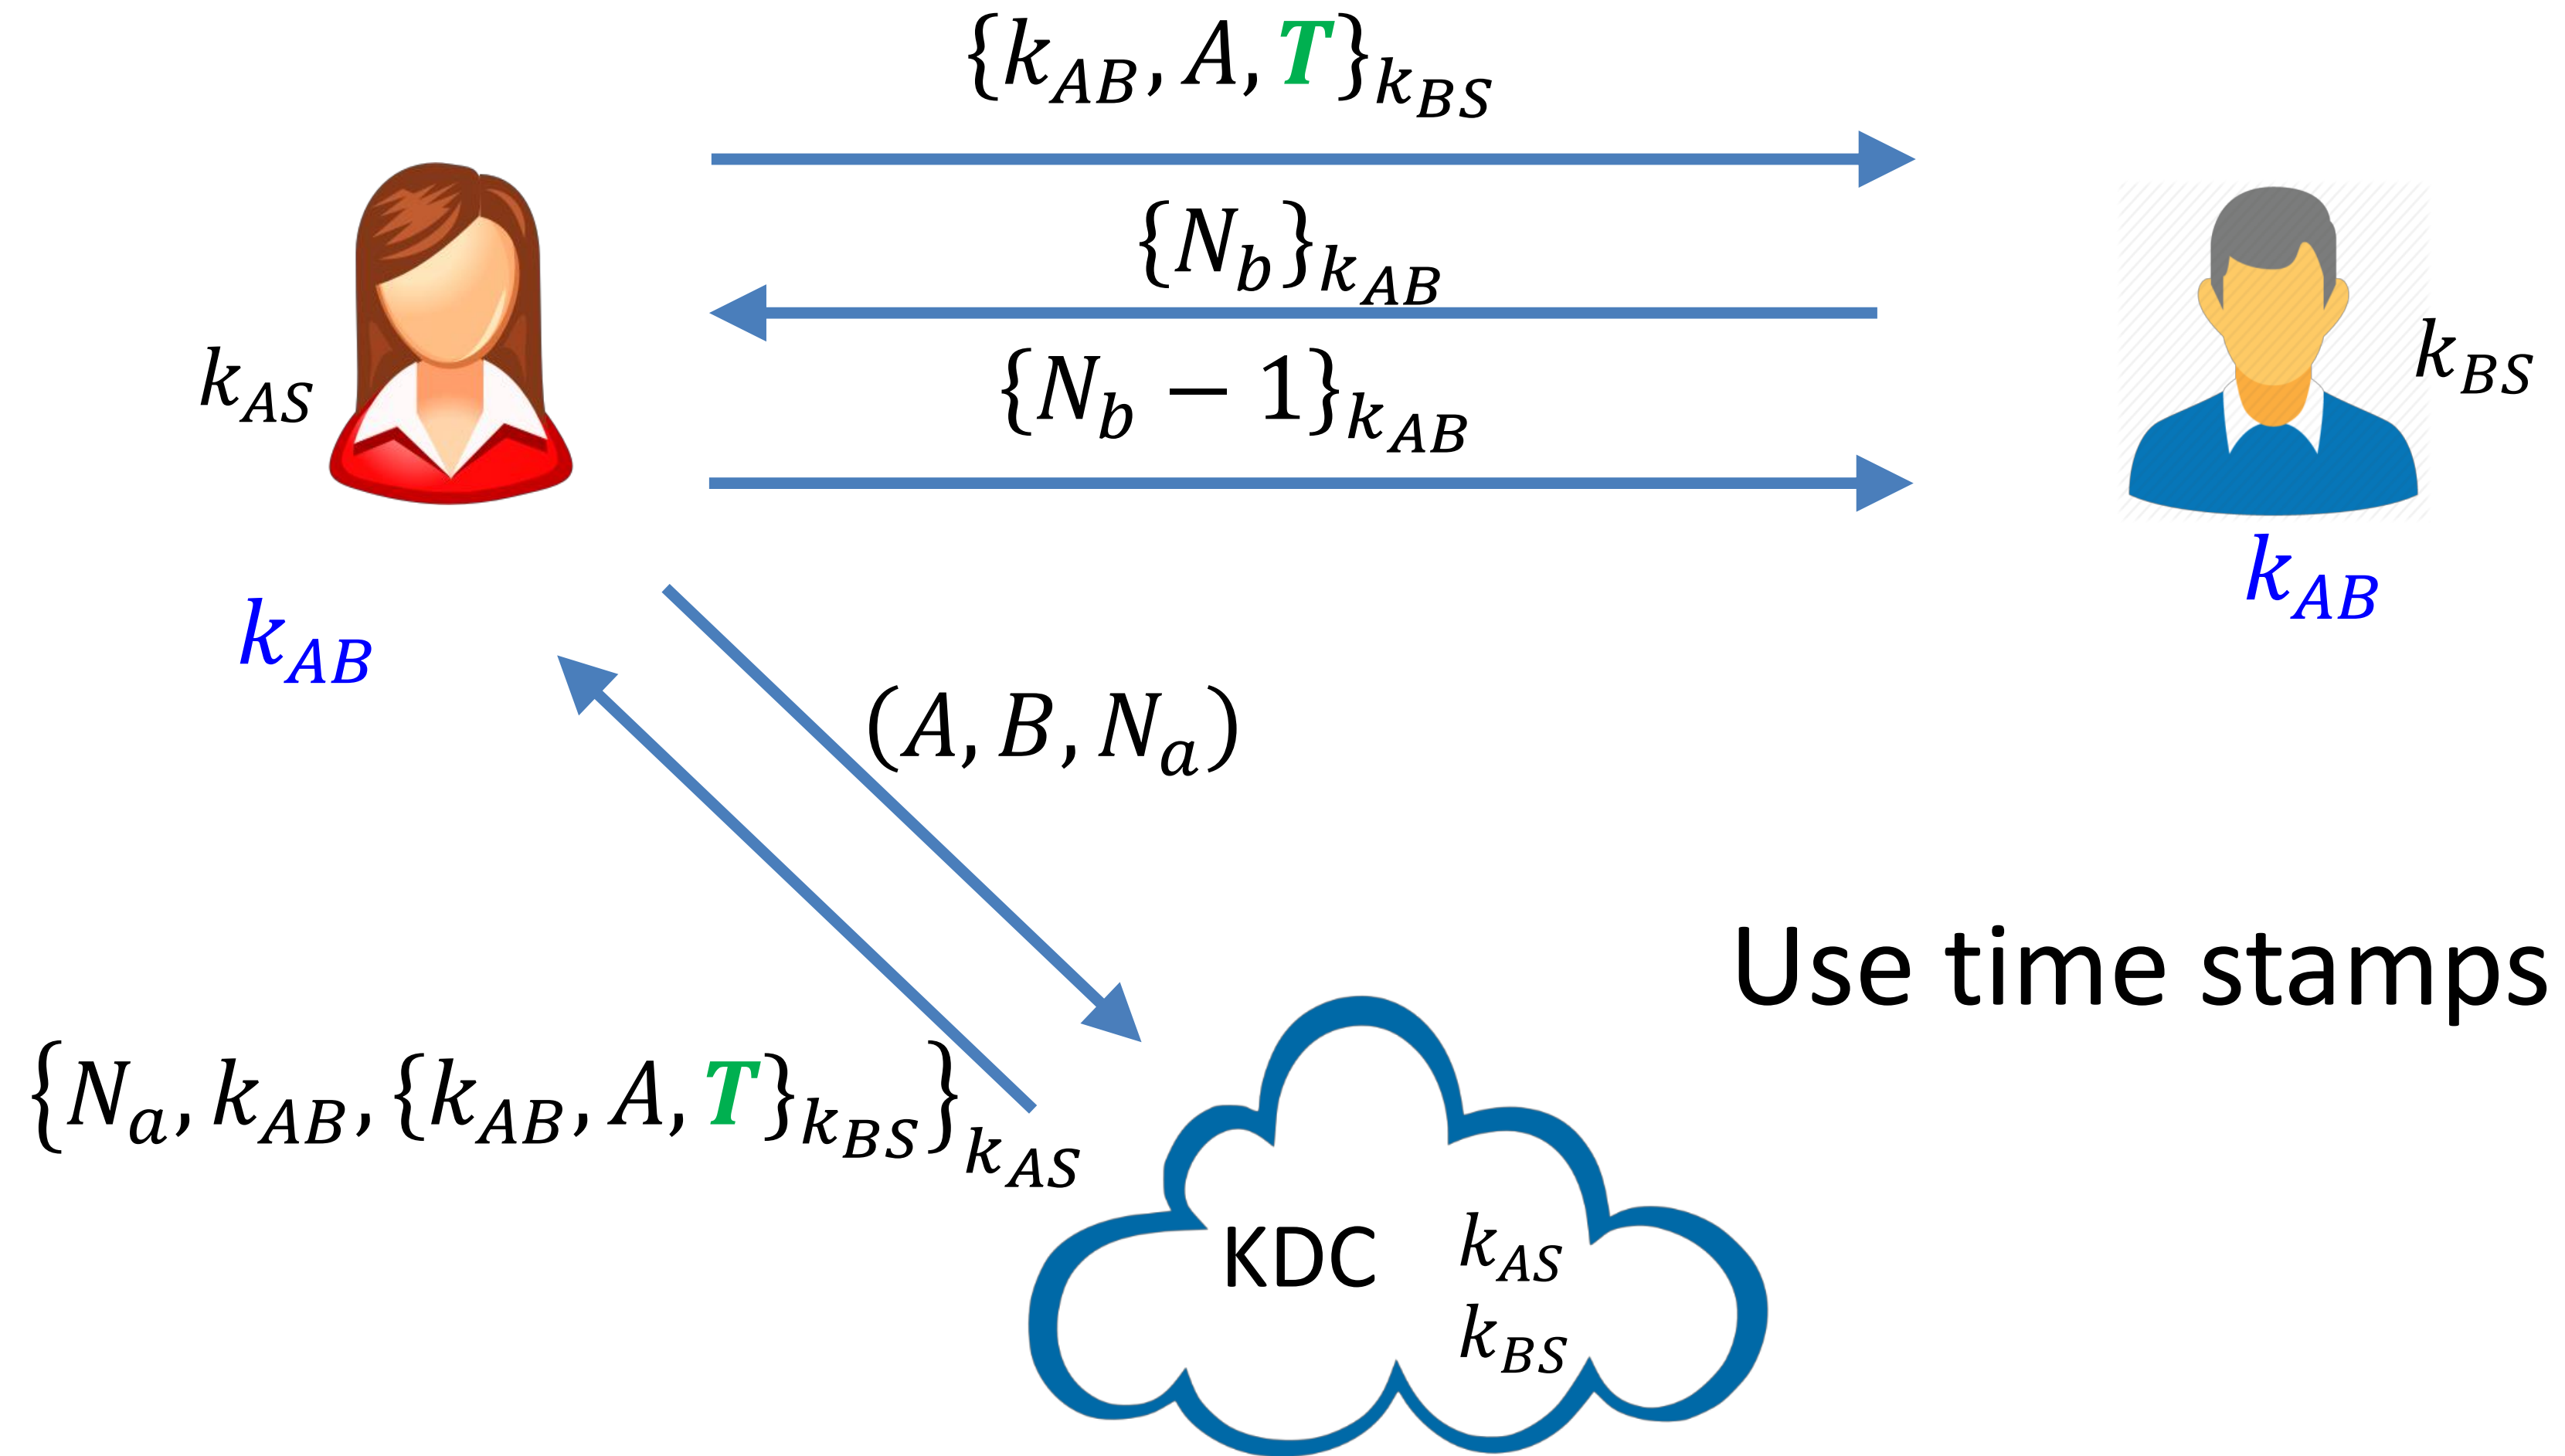 {k_AB, A, T}_k_BS
{N_b}_k_AB
{N_b − 1}_k_AB
k_AS
k_BS
k_AB
k_AB
(A, B, N_a)
Use time stamps
{N_a, k_AB, {k_AB, A, T}_k_BS}_k_AS
KDC k_AS
k_BS